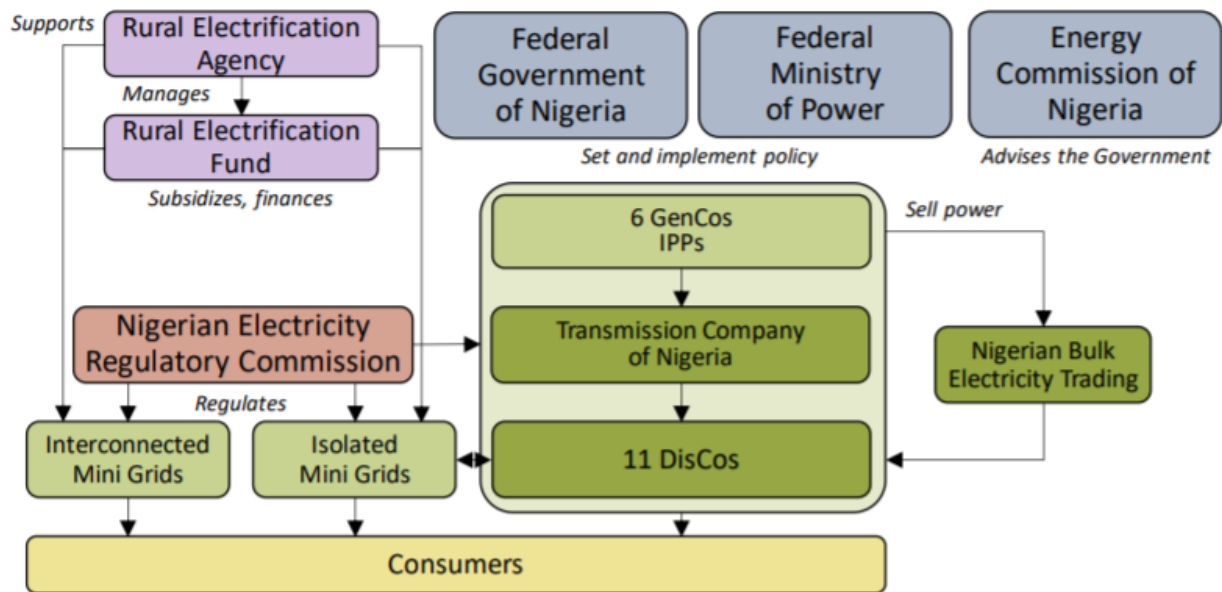 Supports
Rural Electrification
Agency
Manages
Rural Electrification
Fund
Subsidizes, finances
Federal
Government
of Nigeria
Federal
Ministry
of Power
Energy
Commission of
Nigeria
Set and implement policy
Advises the Government
6 GenCos
IPPs
Sell power
Nigerian Electricity
Regulatory Commission
Transmission Company
of Nigeria
Nigerian Bulk
Electricity Trading
Regulates
Interconnected
Mini Grids
Isolated
Mini Grids
11 DisCos
Consumers